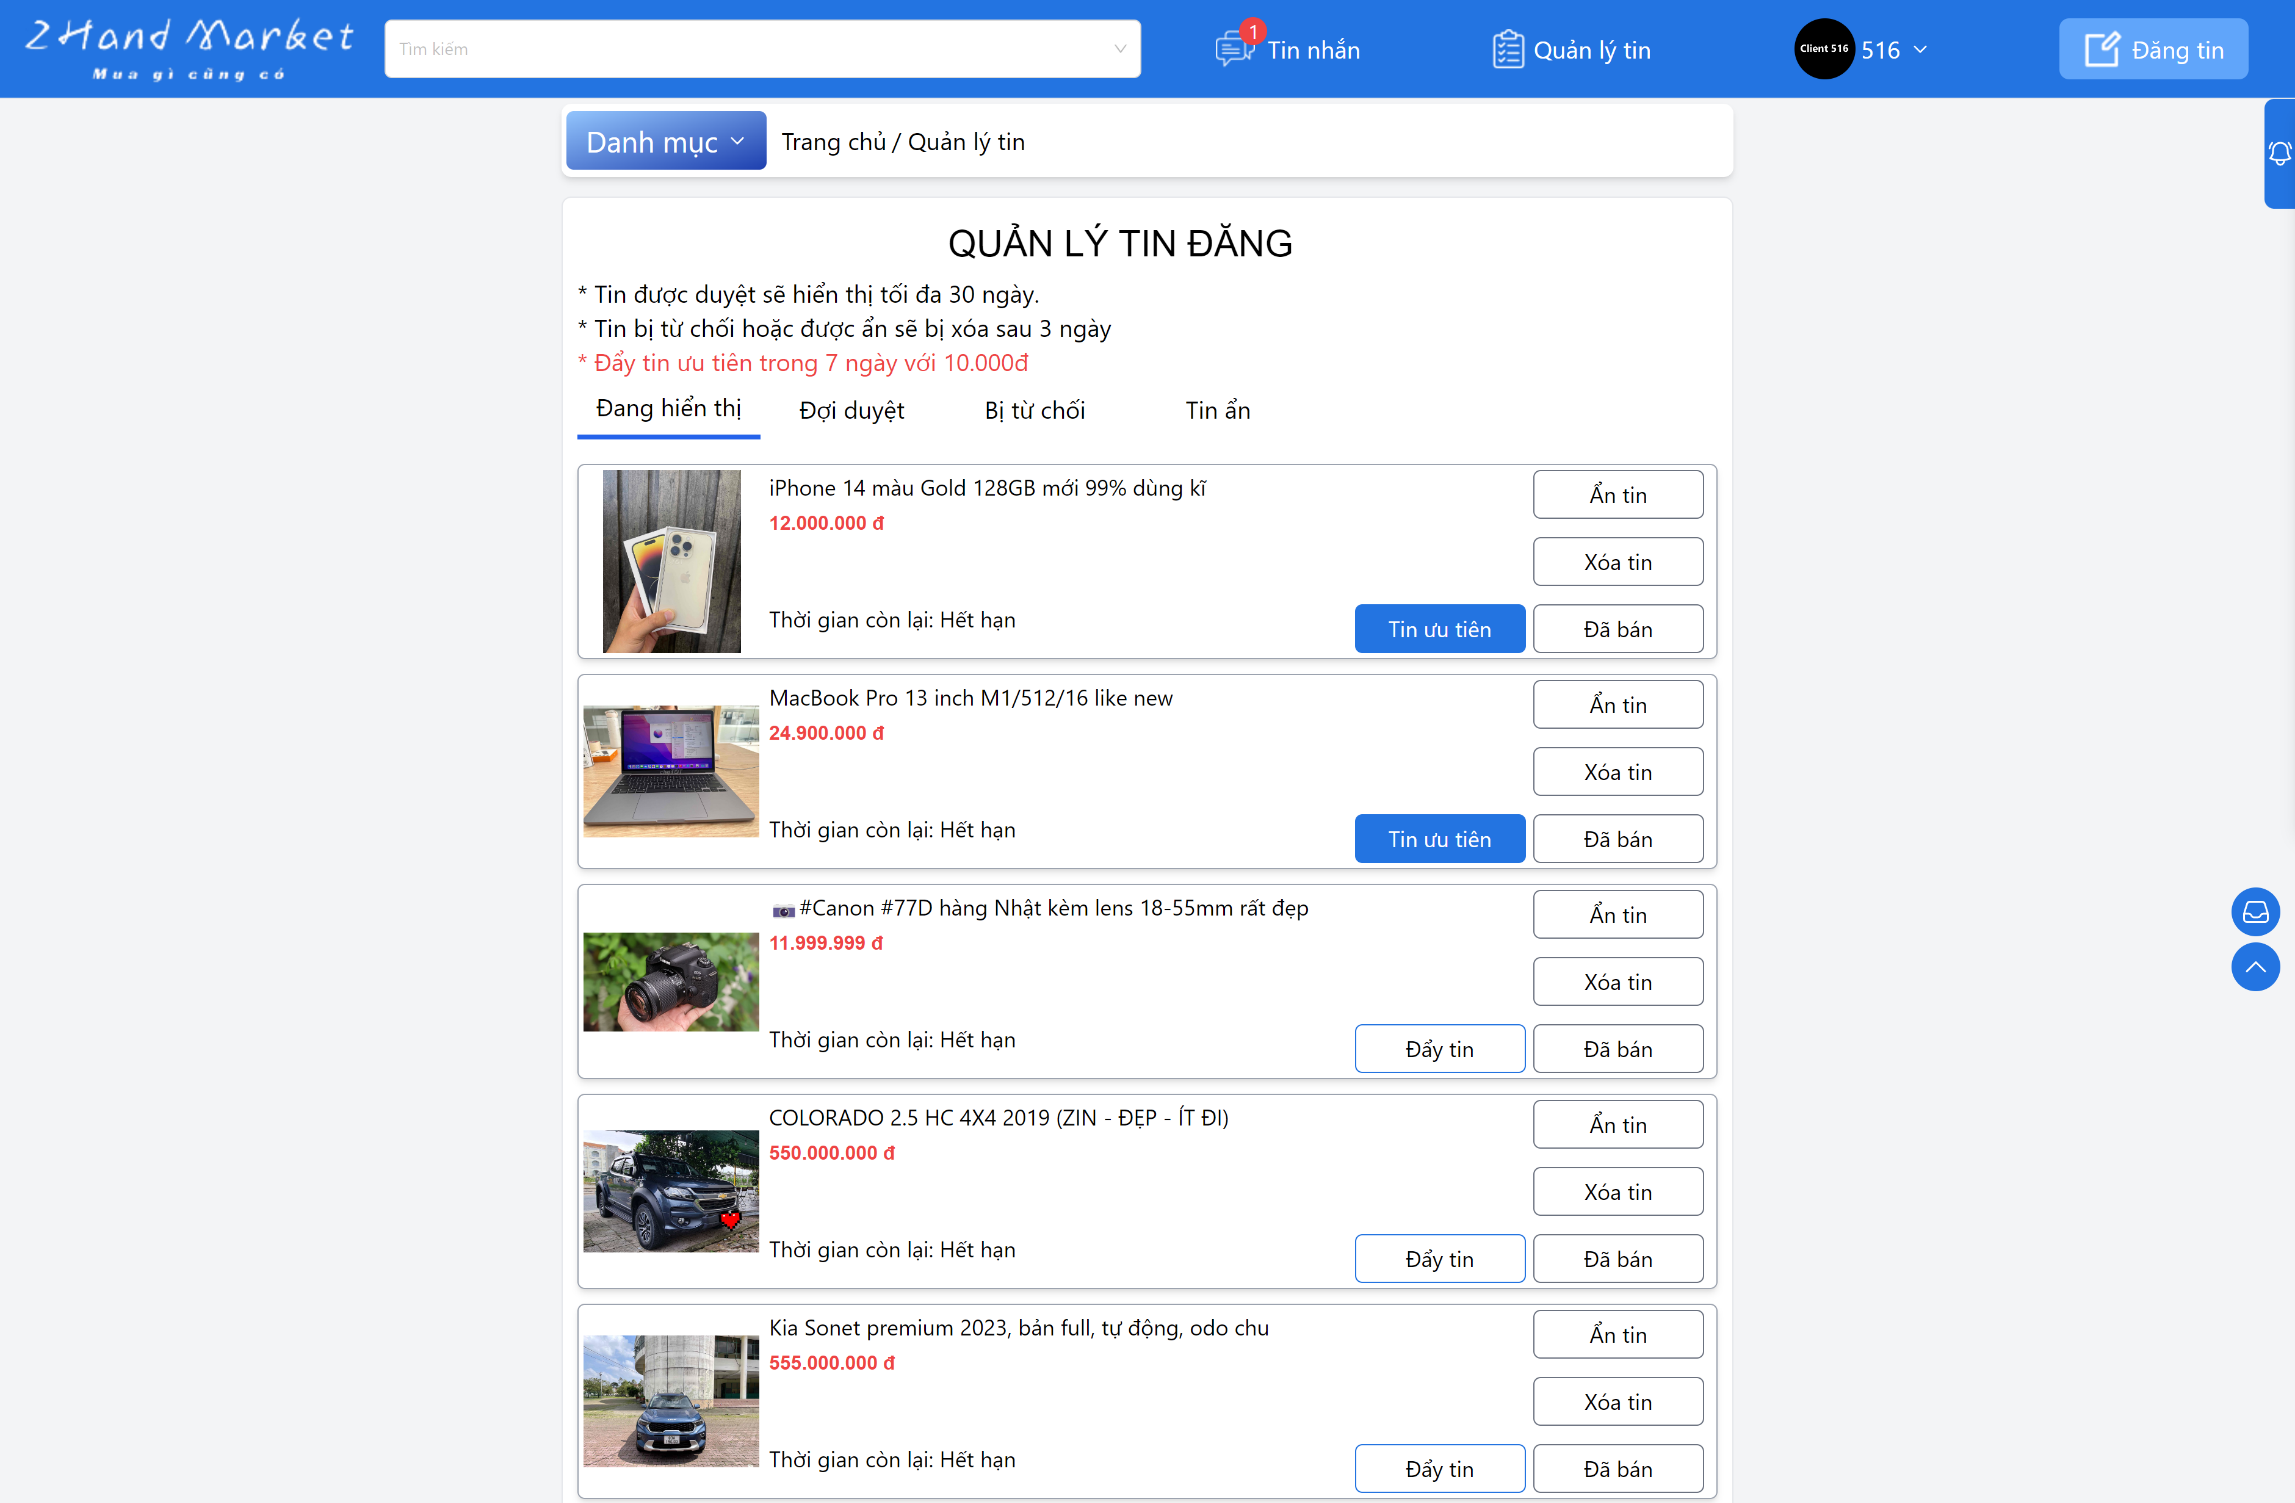 2Hand Market
Mua gì cũng có
Tìm kiếm
1
Tin nhắn
Quản lý tin
Client 516
516
Đăng tin
Danh mục
Trang chủ / Quản lý tin
QUẢN LÝ TIN ĐĂNG
* Tin được duyệt sẽ hiển thị tối đa 30 ngày.
* Tin bị từ chối hoặc được ẩn sẽ bị xóa sau 3 ngày
* Đẩy tin ưu tiên trong 7 ngày với 10.000đ
Đang hiển thị
Đợi duyệt
Bị từ chối
Tin ẩn
iPhone 14 màu Gold 128GB mới 99% dùng kĩ
12.000.000 đ
Thời gian còn lại: Hết hạn
Ẩn tin
Xóa tin
Tin ưu tiên
Đã bán
MacBook Pro 13 inch M1/512/16 like new
24.900.000 đ
Thời gian còn lại: Hết hạn
Ẩn tin
Xóa tin
Tin ưu tiên
Đã bán
📷#Canon #77D hàng Nhật kèm lens 18-55mm rất đẹp
11.999.999 đ
Thời gian còn lại: Hết hạn
Ẩn tin
Xóa tin
Đẩy tin
Đã bán
COLORADO 2.5 HC 4X4 2019 (ZIN - ĐẸP - ÍT ĐI)
550.000.000 đ
Thời gian còn lại: Hết hạn
Ẩn tin
Xóa tin
Đẩy tin
Đã bán
Kia Sonet premium 2023, bản full, tự động, odo chu
555.000.000 đ
Thời gian còn lại: Hết hạn
Ẩn tin
Xóa tin
Đẩy tin
Đã bán